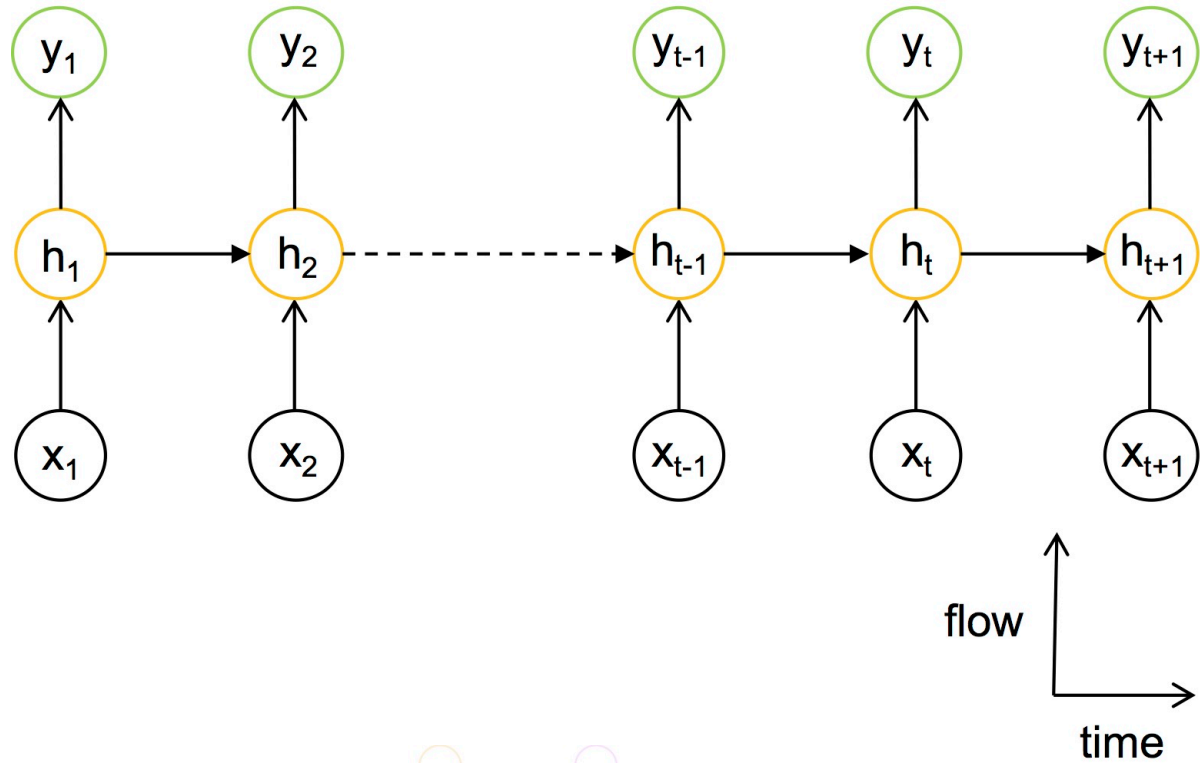 y₁ y₂ yₜ₋₁ yₜ yₜ₊₁
h₁ h₂ hₜ₋₁ hₜ hₜ₊₁
x₁ x₂ xₜ₋₁ xₜ xₜ₊₁
flow
time